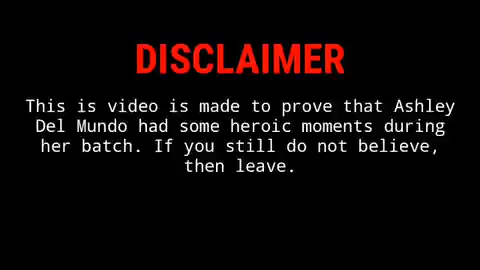 DISCLAIMER
This is video is made to prove that Ashley
Del Mundo had some heroic moments during
her batch. If you still do not believe,
then leave.